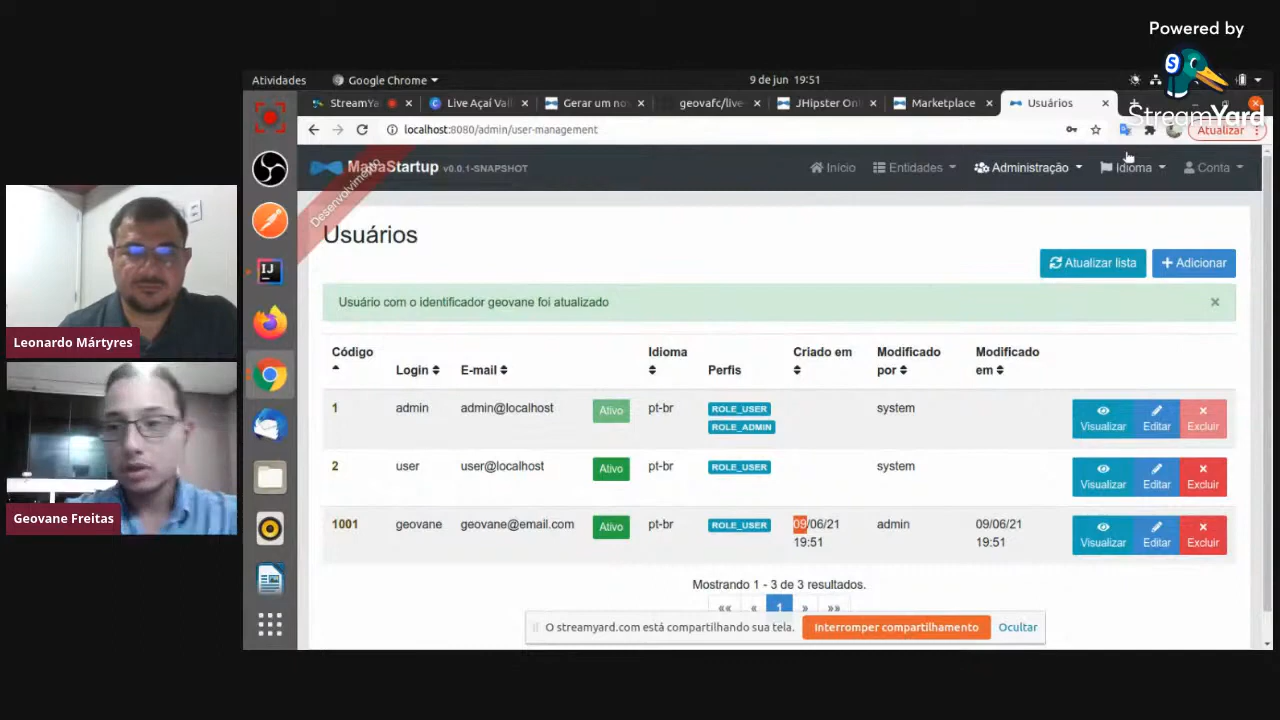 Powered by
StreamYard
Atividades
Google Chrome
9 de jun 19:51
StreamYa
Live Açaí Val
Gerar um no
geovafc/live
JHipster Onl
Marketplace
Usuários
localhost:8080/admin/user-management
Atualizar
Desenvolvimento
MapaStartup v0.0.1-SNAPSHOT
Início
Entidades
Administração
Idioma
Conta
Usuários
Atualizar lista
+ Adicionar
Usuário com o identificador geovane foi atualizado
Código
Login
E-mail
Idioma
Perfis
Criado em
Modificado por
Modificado em
1 admin admin@localhost Ativo pt-br ROLE_USER ROLE_ADMIN system Visualizar Editar Excluir
2 user user@localhost Ativo pt-br ROLE_USER system Visualizar Editar Excluir
1001 geovane geovane@email.com Ativo pt-br ROLE_USER 09/06/21 19:51 admin 09/06/21 19:51 Visualizar Editar Excluir
Mostrando 1 - 3 de 3 resultados.
«« « 1 » »»
O streamyard.com está compartilhando sua tela.
Interromper compartilhamento
Ocultar
Leonardo Mártyres
Geovane Freitas
IJ